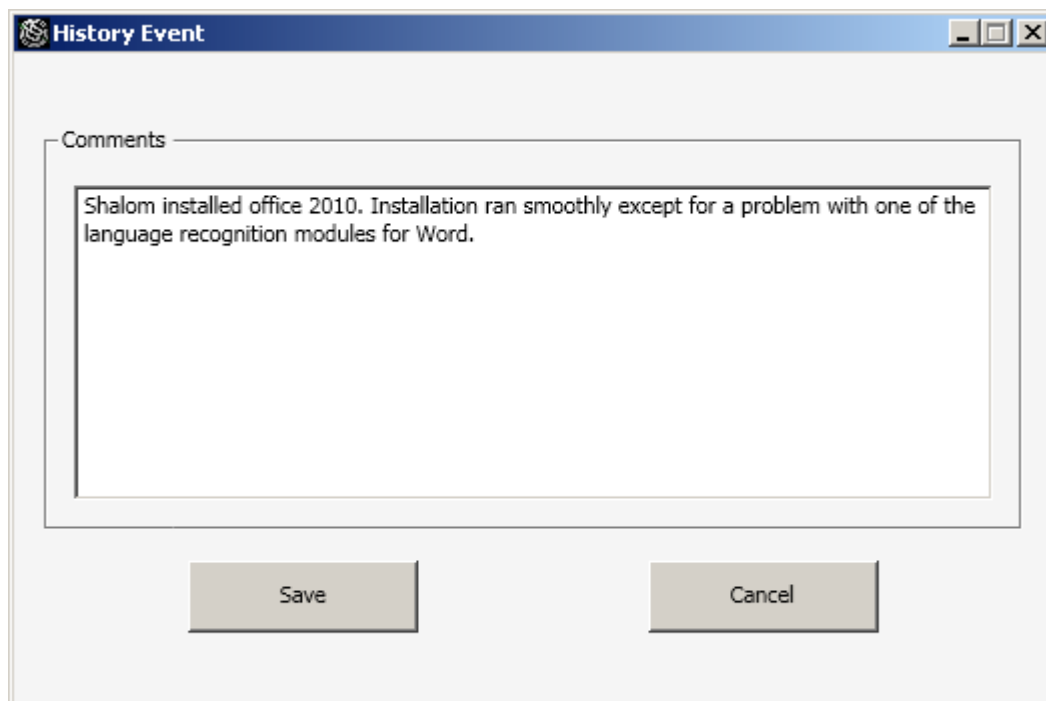 History Event
Comments
Shalom installed office 2010. Installation ran smoothly except for a problem with one of the
language recognition modules for Word.
Save
Cancel